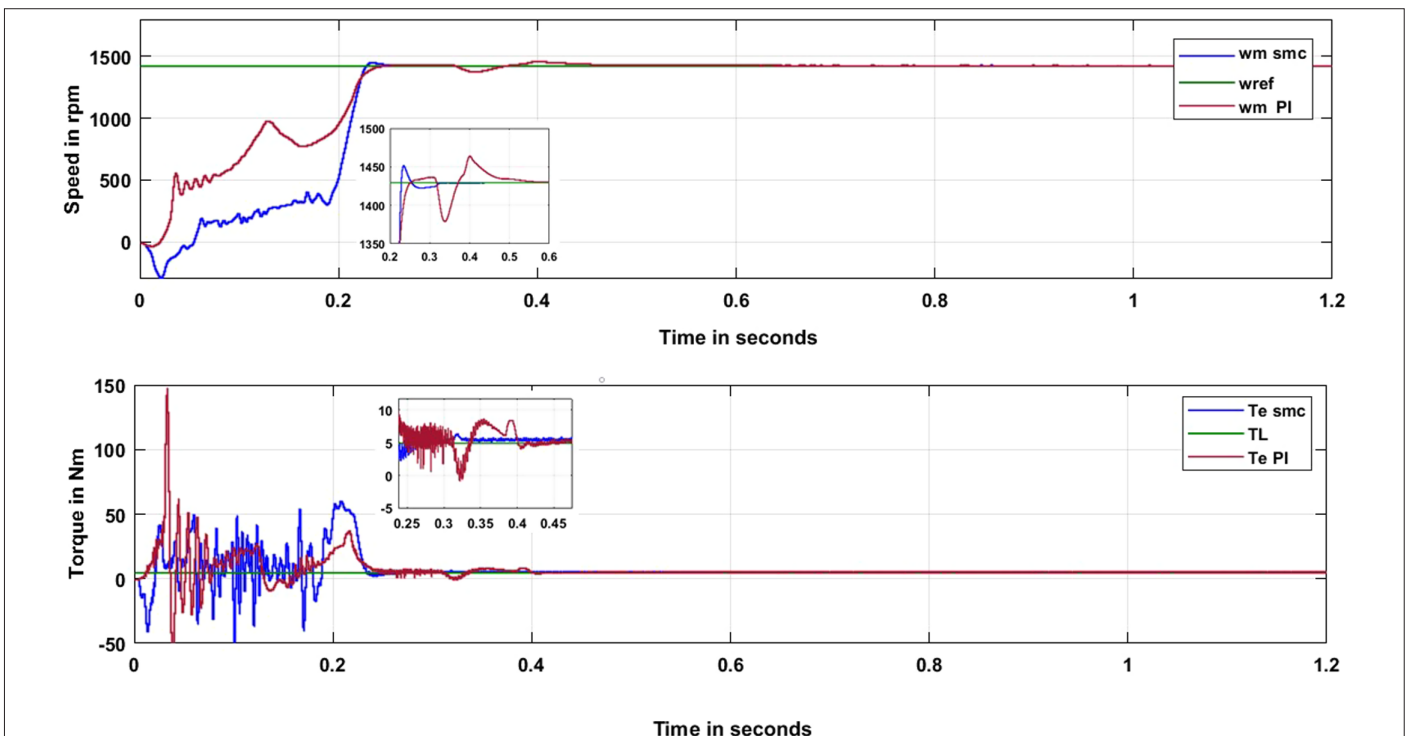 1500
1000
500
0
Speed in rpm
wm smc
wref
wm PI
1500
1450
1400
1350
0.2 0.3 0.4 0.5 0.6
0 0.2 0.4 0.6 0.8 1 1.2
Time in seconds
150
100
50
0
-50
Torque in Nm
Te smc
TL
Te PI
10
5
0
-5
0.25 0.3 0.35 0.4 0.45
0 0.2 0.4 0.6 0.8 1 1.2
Time in seconds